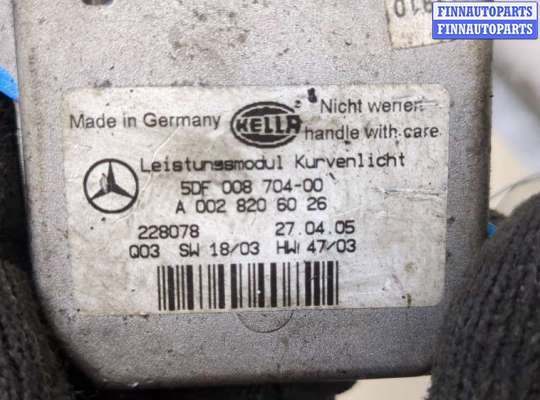 FINNAUTOPARTS
FINNAUTOPARTS
Made in Germany
HELLA
Nicht werfen
handle with care
Leistungsmodul Kurvenlicht
5DF 008 704-00
A 002 820 60 26
228078 27.04.05
Q03 SW 18/03 HW 47/03